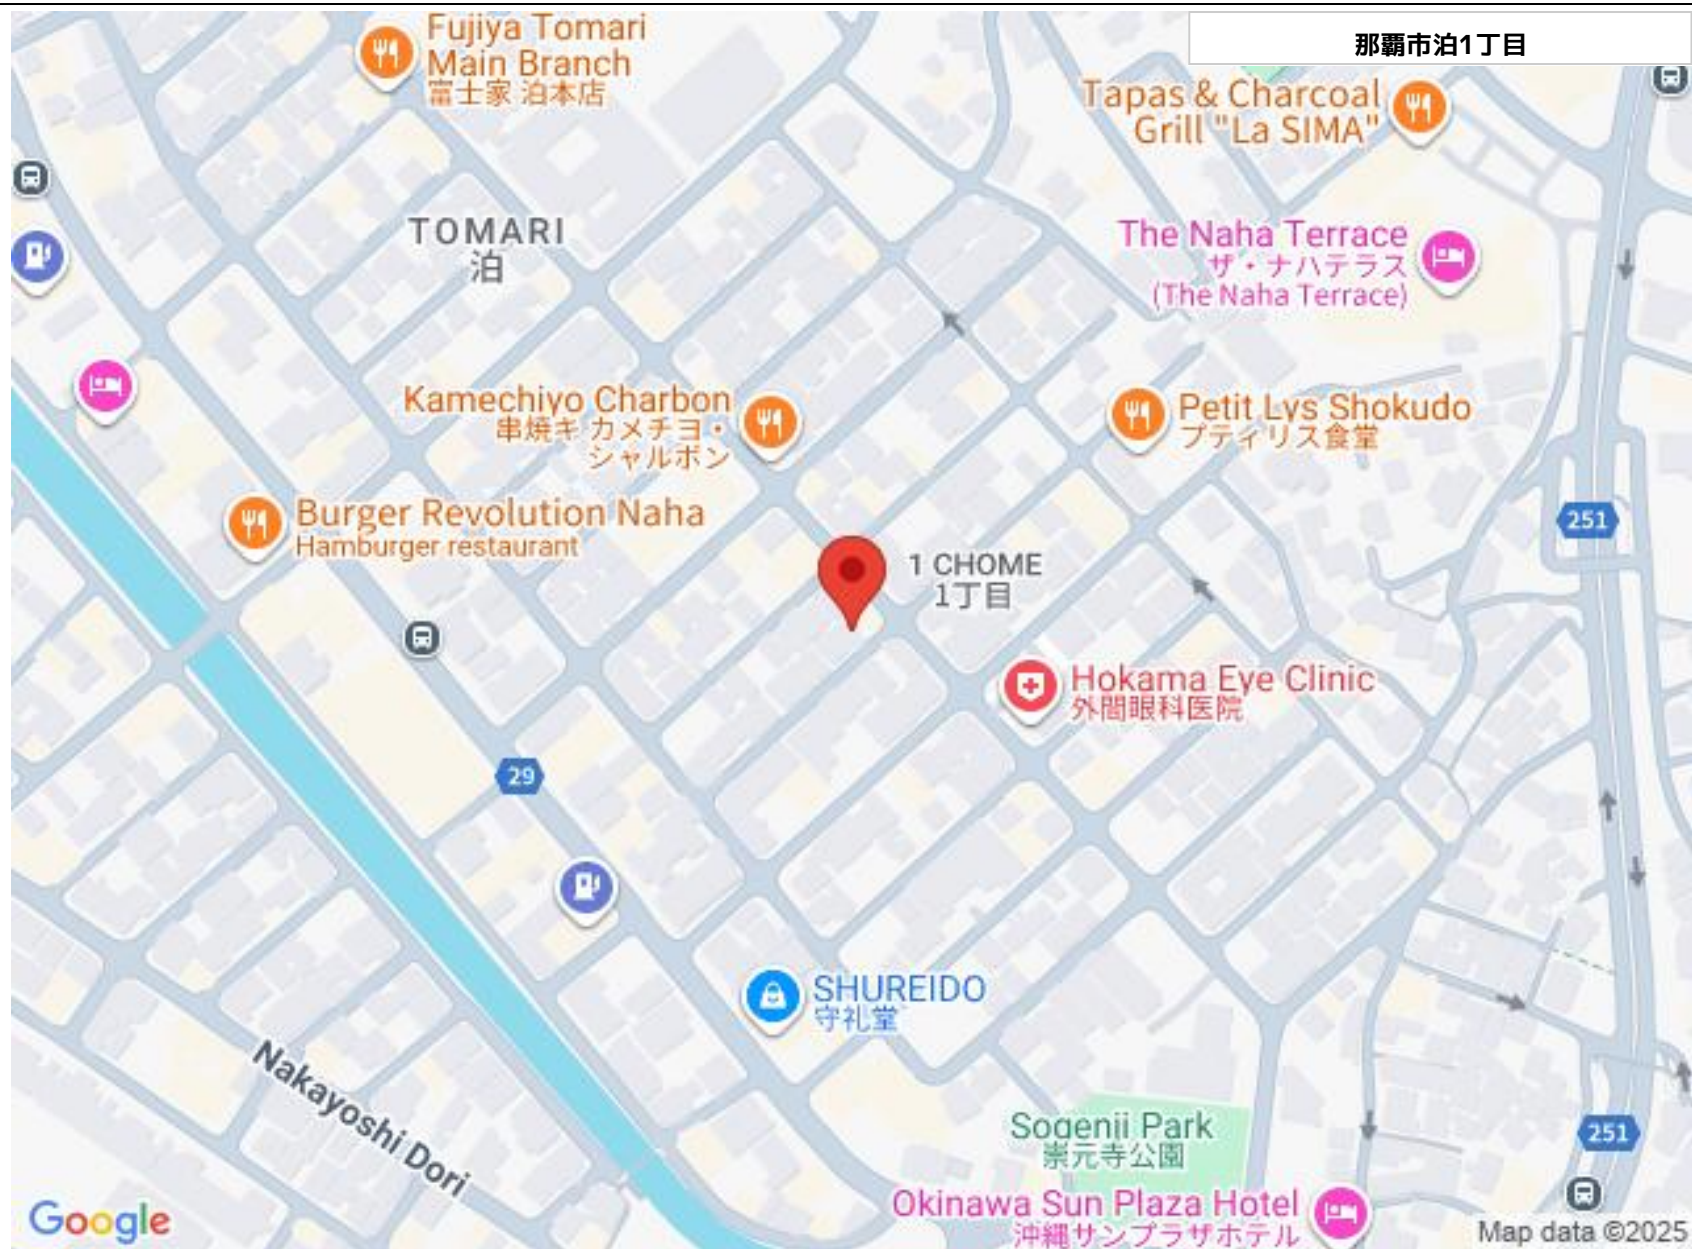 那覇市泊1丁目
Fujiya Tomari
Main Branch
富士家 泊本店
Tapas & Charcoal
Grill "La SIMA"
TOMARI
泊
The Naha Terrace
ザ・ナハテラス
(The Naha Terrace)
Kamechiyo Charbon
串焼キ カメチヨ・
シャルボン
Petit Lys Shokudo
プティリス食堂
Burger Revolution Naha
Hamburger restaurant
251
1 CHOME
1丁目
Hokama Eye Clinic
外間眼科医院
29
SHUREIDO
守礼堂
Nakayoshi Dori
Sogenji Park
崇元寺公園
251
Okinawa Sun Plaza Hotel
沖縄サンプラザホテル
Google
Map data ©2025